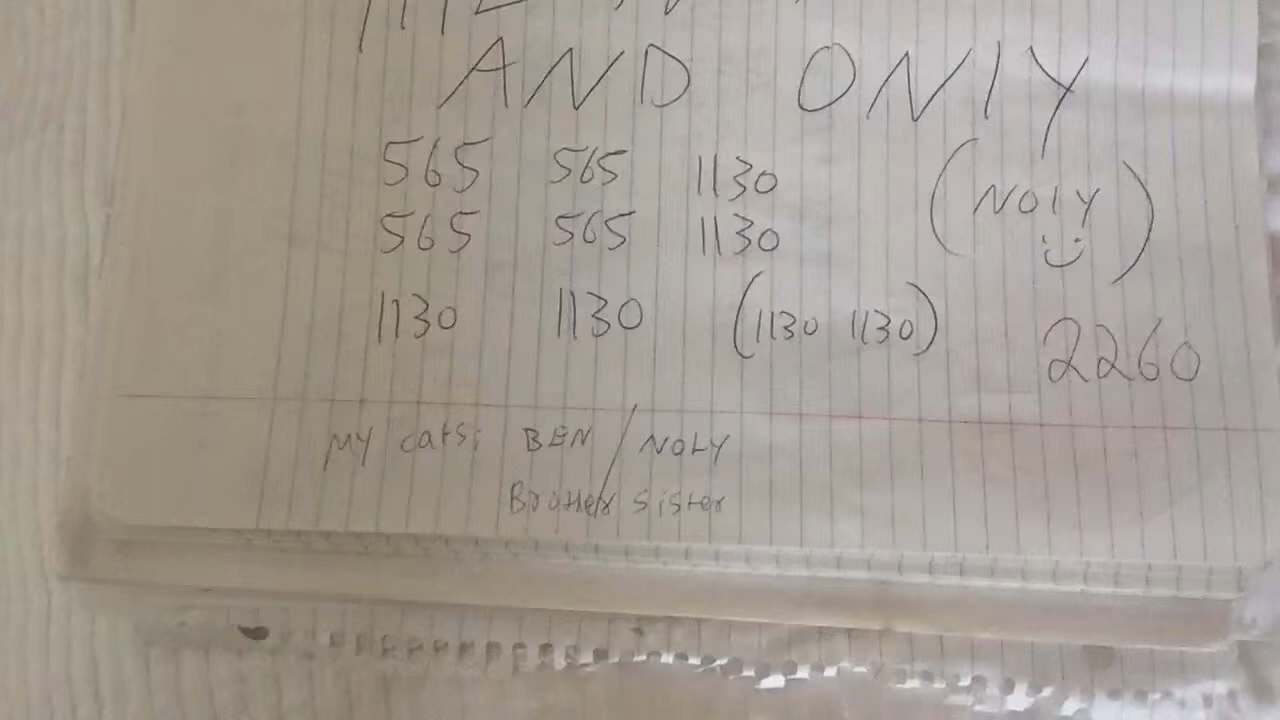 AND ONlY
565 565 1130 (NOlY
565 565 1130 ☺)
1130 1130 (1130 1130) 2260
MY cats: BEN / NOLY
Brother sister